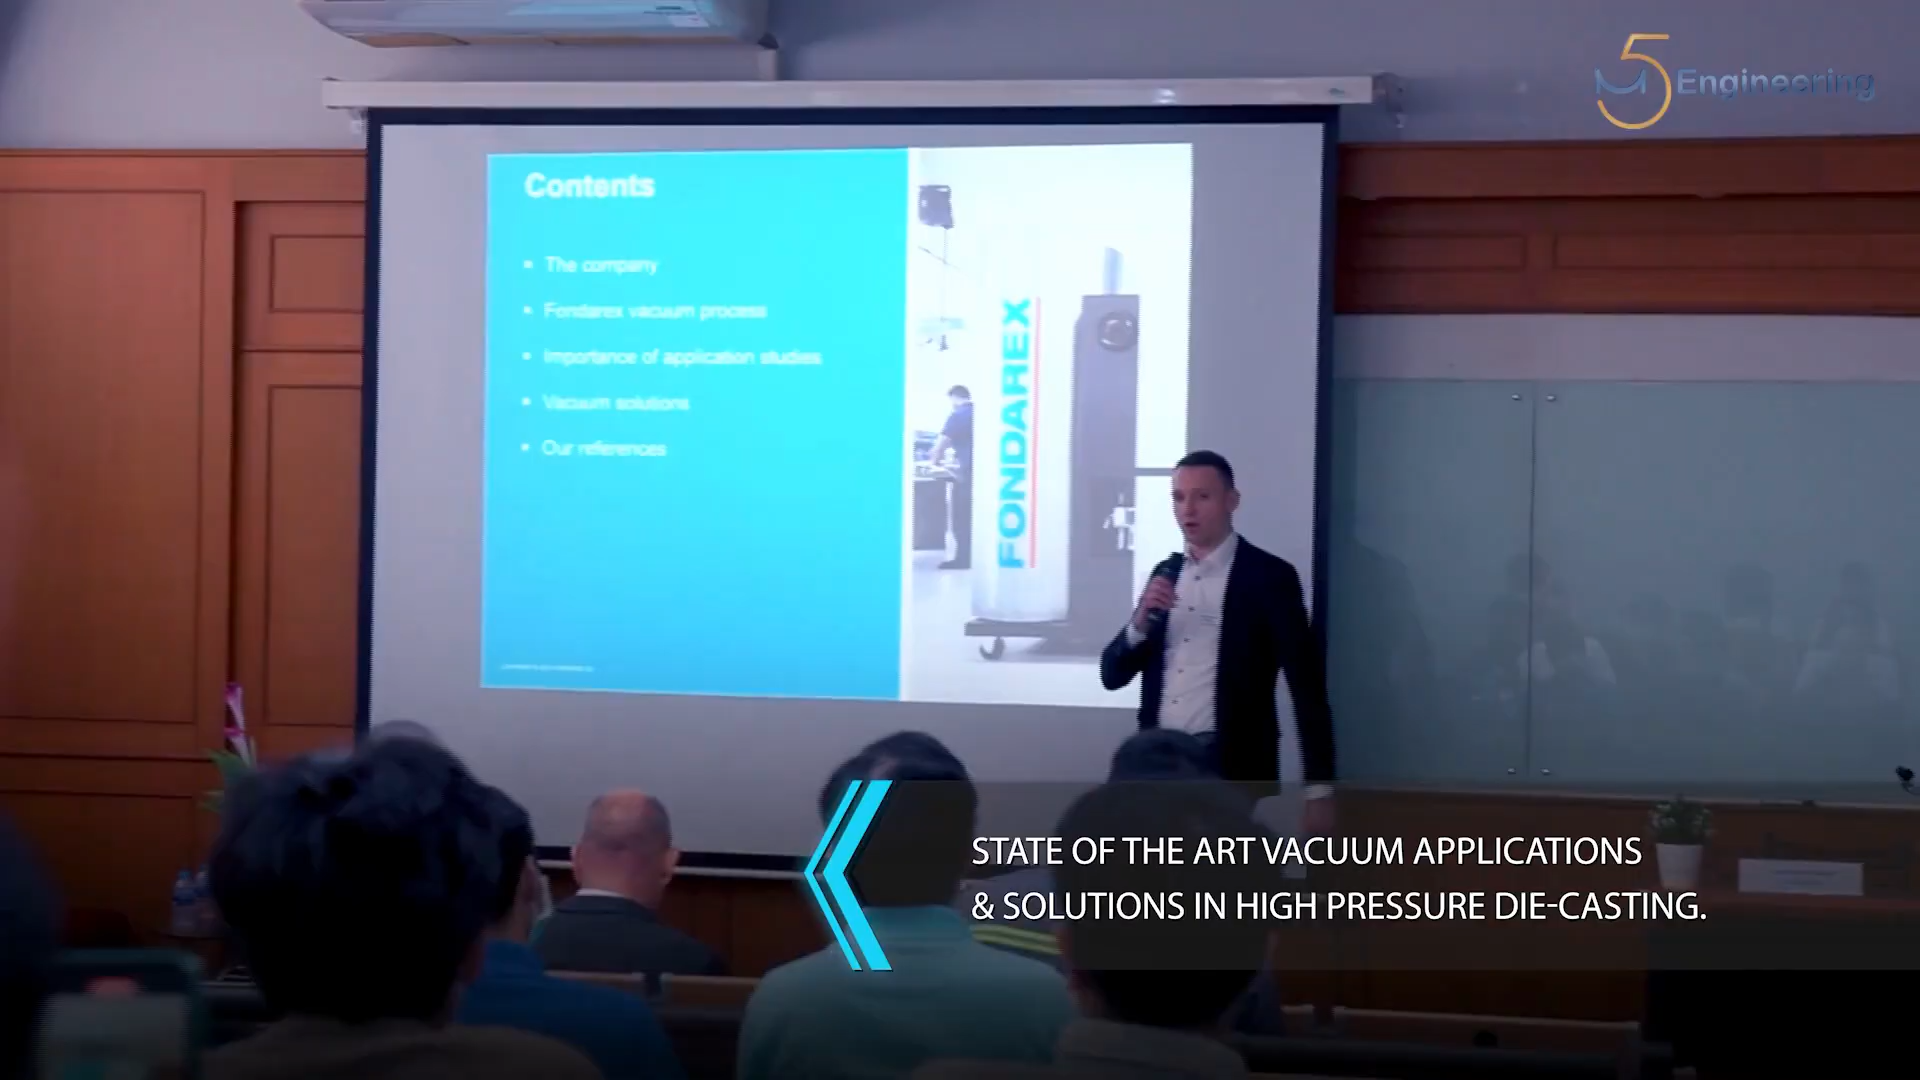 M5 Engineering
Contents
The company
Fondarex vacuum process
Importance of application studies
Vacuum solutions
Our references
FONDAREX
STATE OF THE ART VACUUM APPLICATIONS
& SOLUTIONS IN HIGH PRESSURE DIE-CASTING.